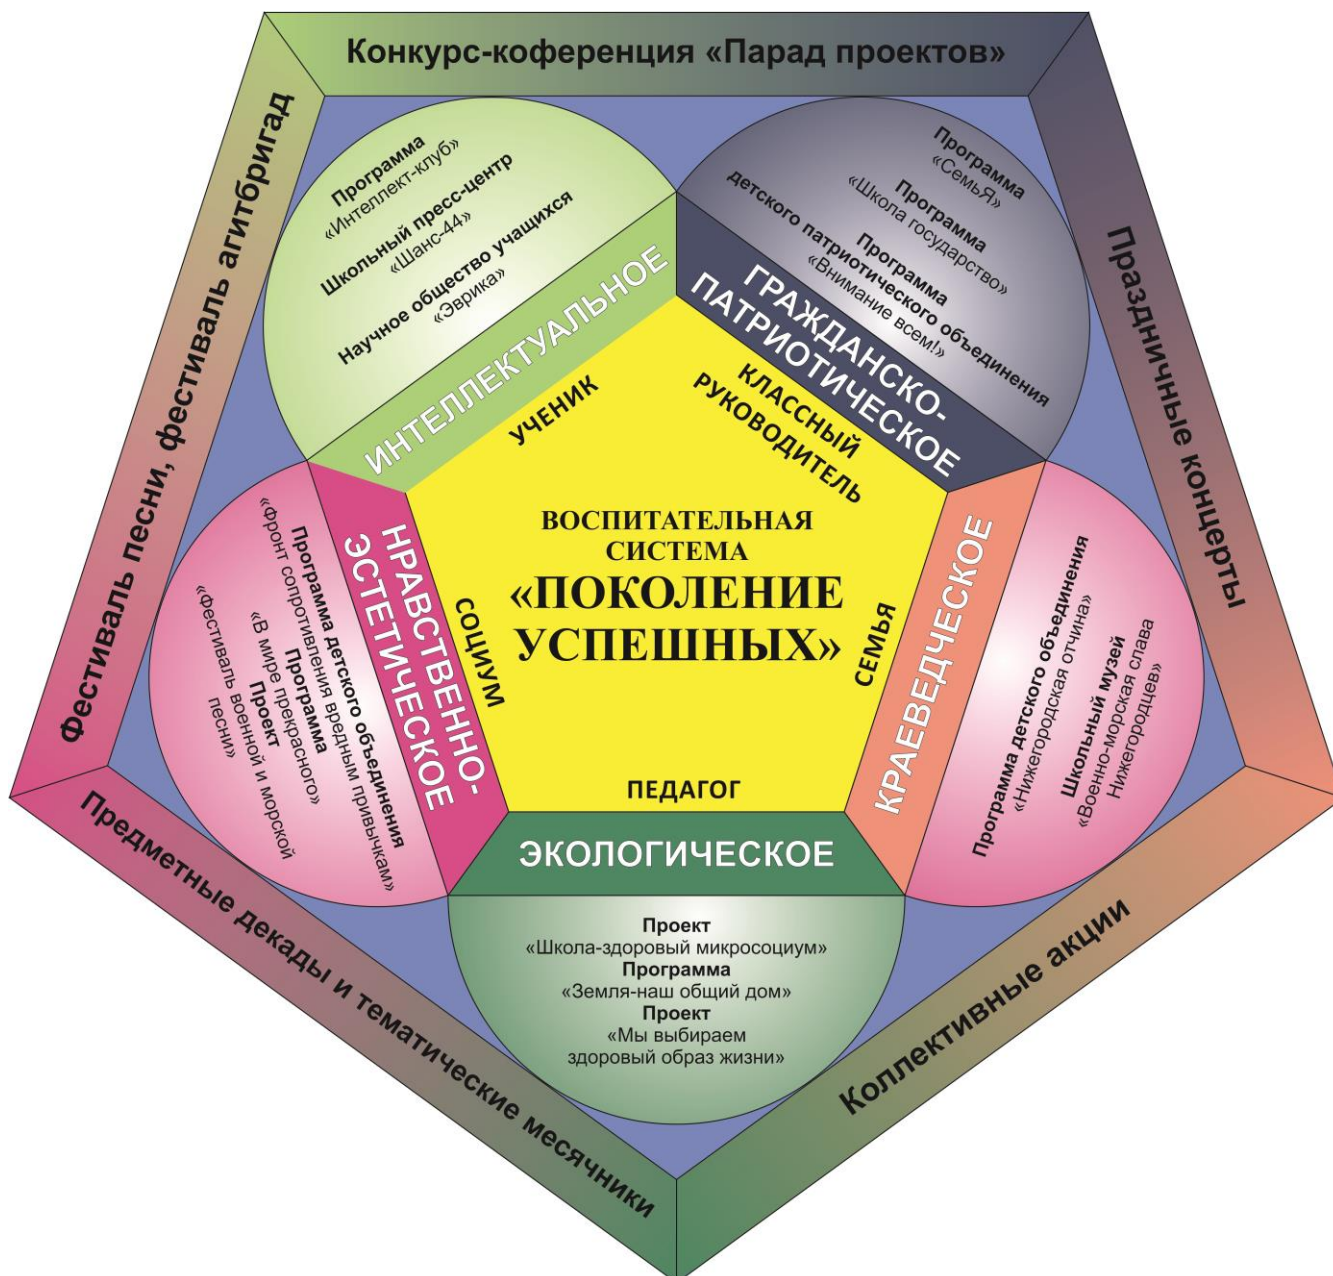 Конкурс-коференция «Парад проектов»
Фестиваль песни, фестиваль агитбригад
Праздничные концерты
Программа
«Интеллект-клуб»
Школьный пресс-центр
«Шанс-44»
Научное общество учащихся
«Эврика»
ИНТЕЛЛЕКТУАЛЬНОЕ
Программа
«СемьЯ»
Программа
«Школа государство»
Программа
детского патриотического объединения
«Внимание всем!»
ГРАЖДАНСКО-
ПАТРИОТИЧЕСКОЕ
УЧЕНИК
КЛАССНЫЙ
РУКОВОДИТЕЛЬ
ВОСПИТАТЕЛЬНАЯ
СИСТЕМА
«ПОКОЛЕНИЕ
УСПЕШНЫХ»
СОЦИУМ
СЕМЬЯ
ПЕДАГОГ
НРАВСТВЕННО-
ЭСТЕТИЧЕСКОЕ
Программа детского объединения
«Фронт сопротивления вредным привычкам»
Программа
«В мире прекрасного»
Проект
«Фестиваль военной и морской
песни»
КРАЕВЕДЧЕСКОЕ
Программа детского объединения
«Нижегородская отчина»
Школьный музей
«Военно-морская слава
Нижегородцев»
ЭКОЛОГИЧЕСКОЕ
Проект
«Школа-здоровый микросоциум»
Программа
«Земля-наш общий дом»
Проект
«Мы выбираем
здоровый образ жизни»
Предметные декады и тематические месячники
Коллективные акции